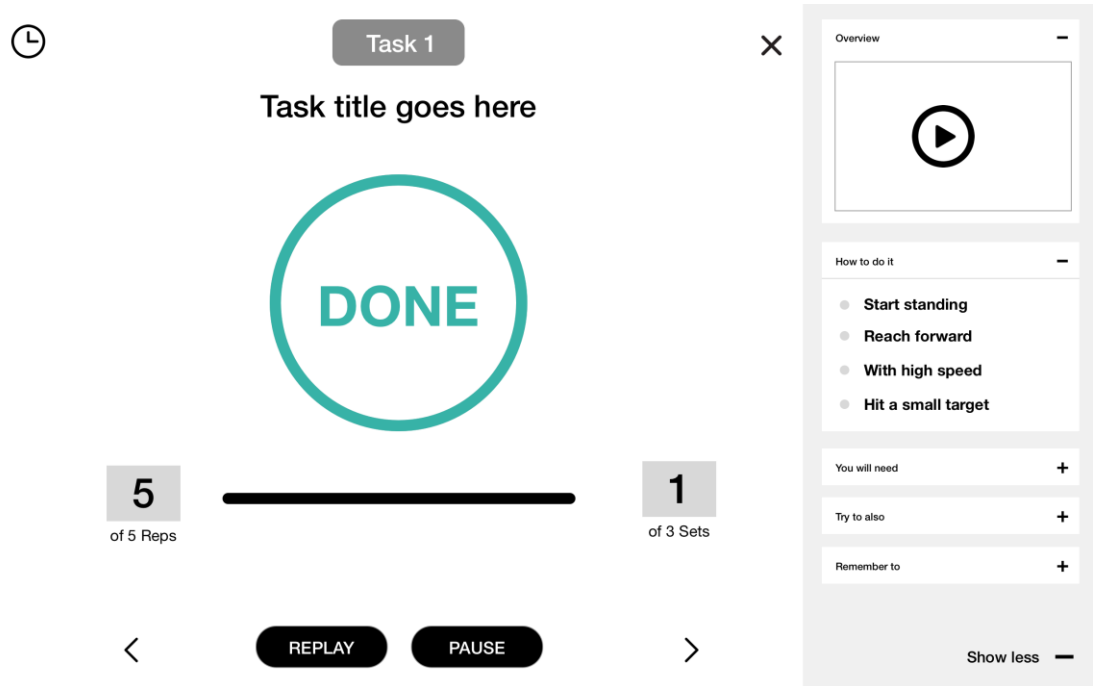 Task 1
Task title goes here
DONE
5
of 5 Reps
1
of 3 Sets
REPLAY
PAUSE
Overview
How to do it
Start standing
Reach forward
With high speed
Hit a small target
You will need
Try to also
Remember to
Show less